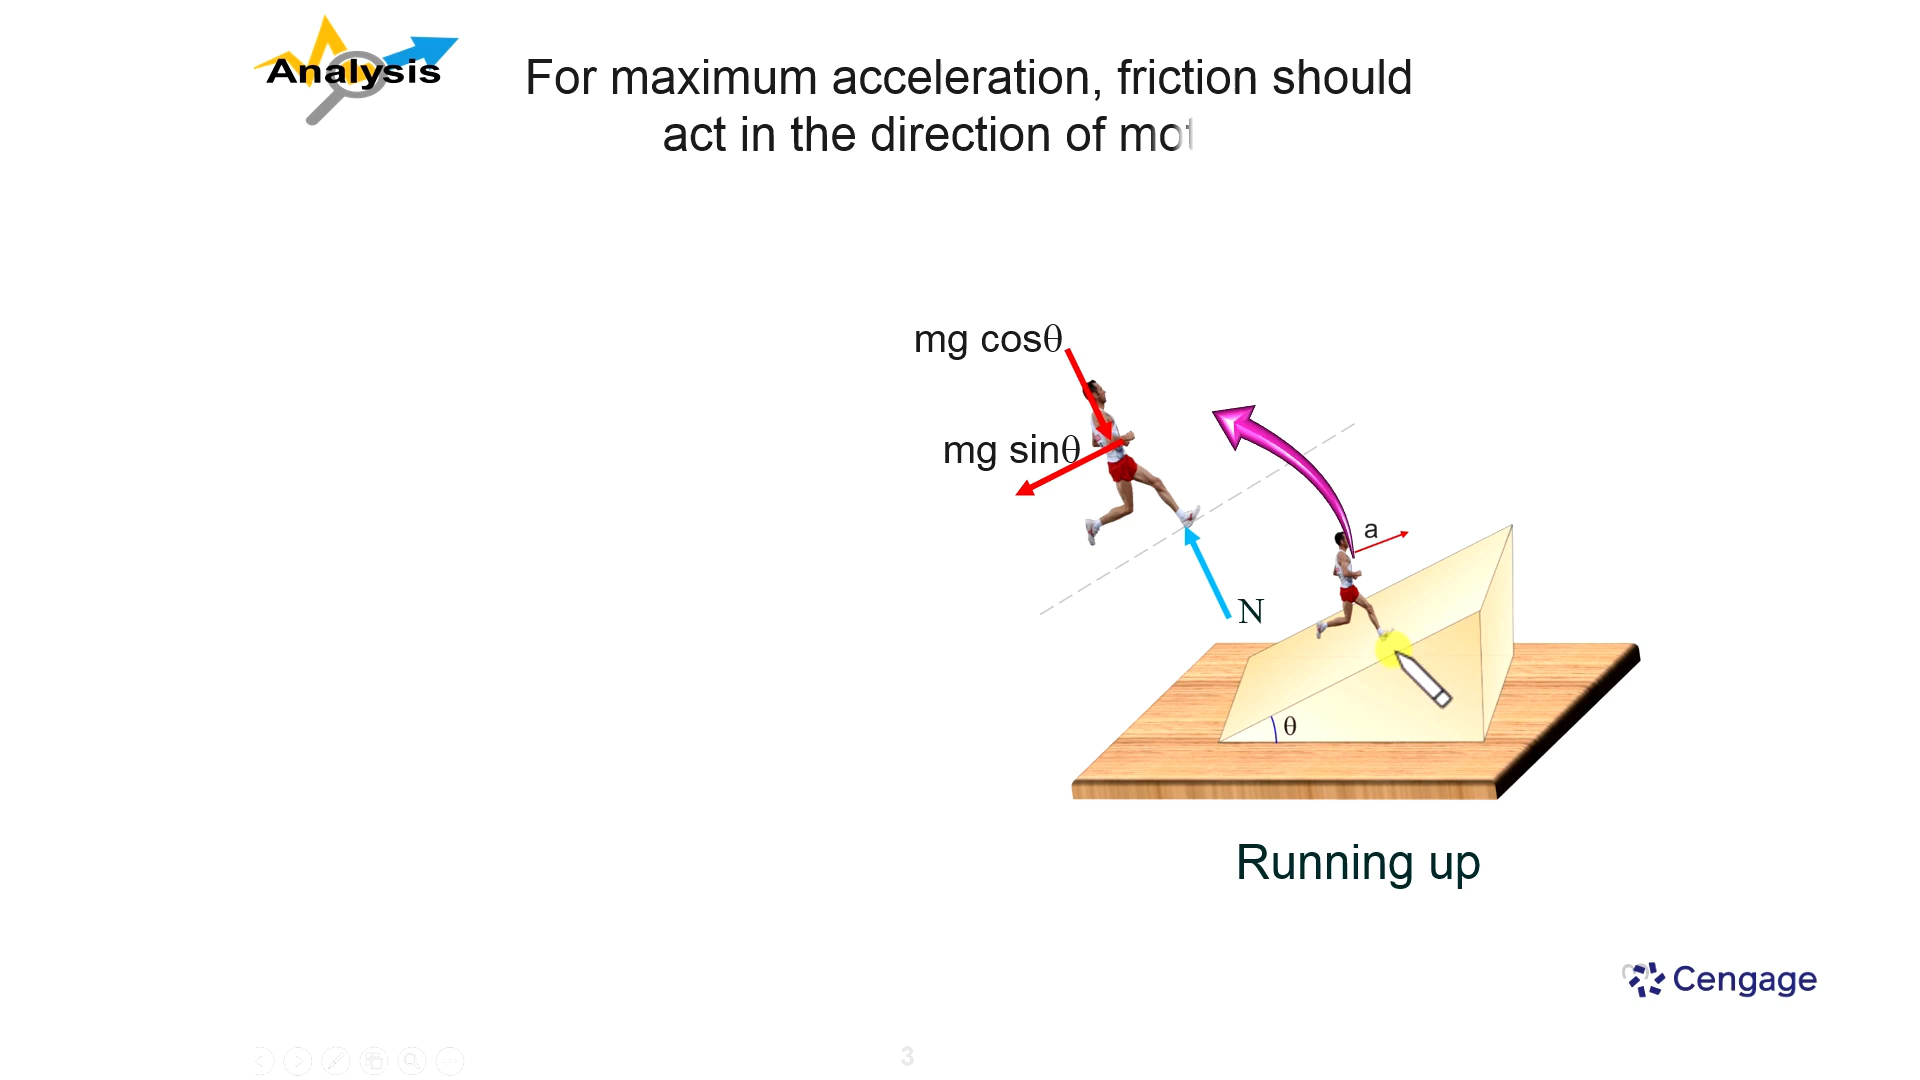 Analysis
For maximum acceleration, friction should
act in the direction of mot
mg cosθ
mg sinθ
a
N
θ
Running up
Cengage
3